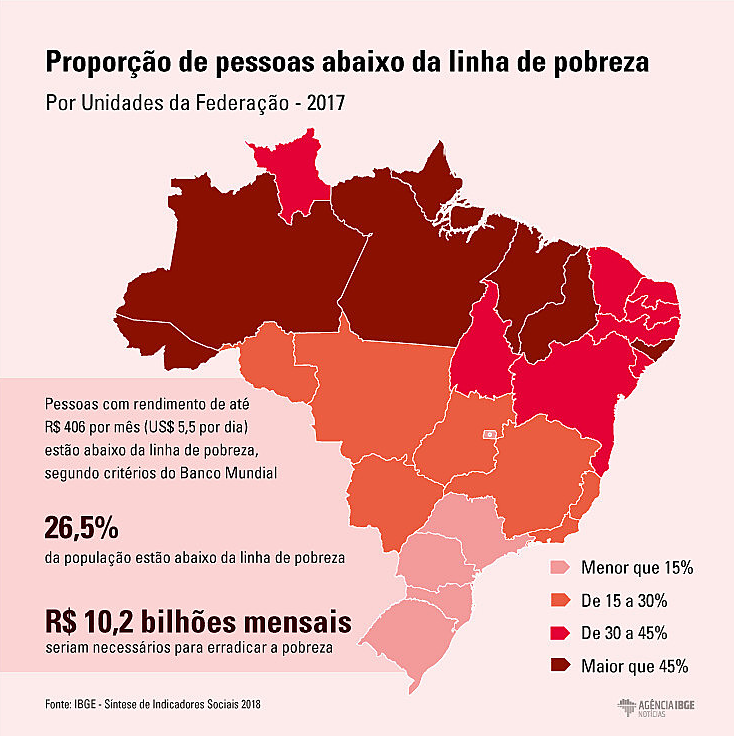 Proporção de pessoas abaixo da linha de pobreza
Por Unidades da Federação - 2017
Pessoas com rendimento de até
R$ 406 por mês (US$ 5,5 por dia)
estão abaixo da linha de pobreza,
segundo critérios do Banco Mundial
26,5%
da população estão abaixo da linha de pobreza
R$ 10,2 bilhões mensais
seriam necessários para erradicar a pobreza
Menor que 15%
De 15 a 30%
De 30 a 45%
Maior que 45%
Fonte: IBGE - Síntese de Indicadores Sociais 2018
AGÊNCIA IBGE
NOTÍCIAS